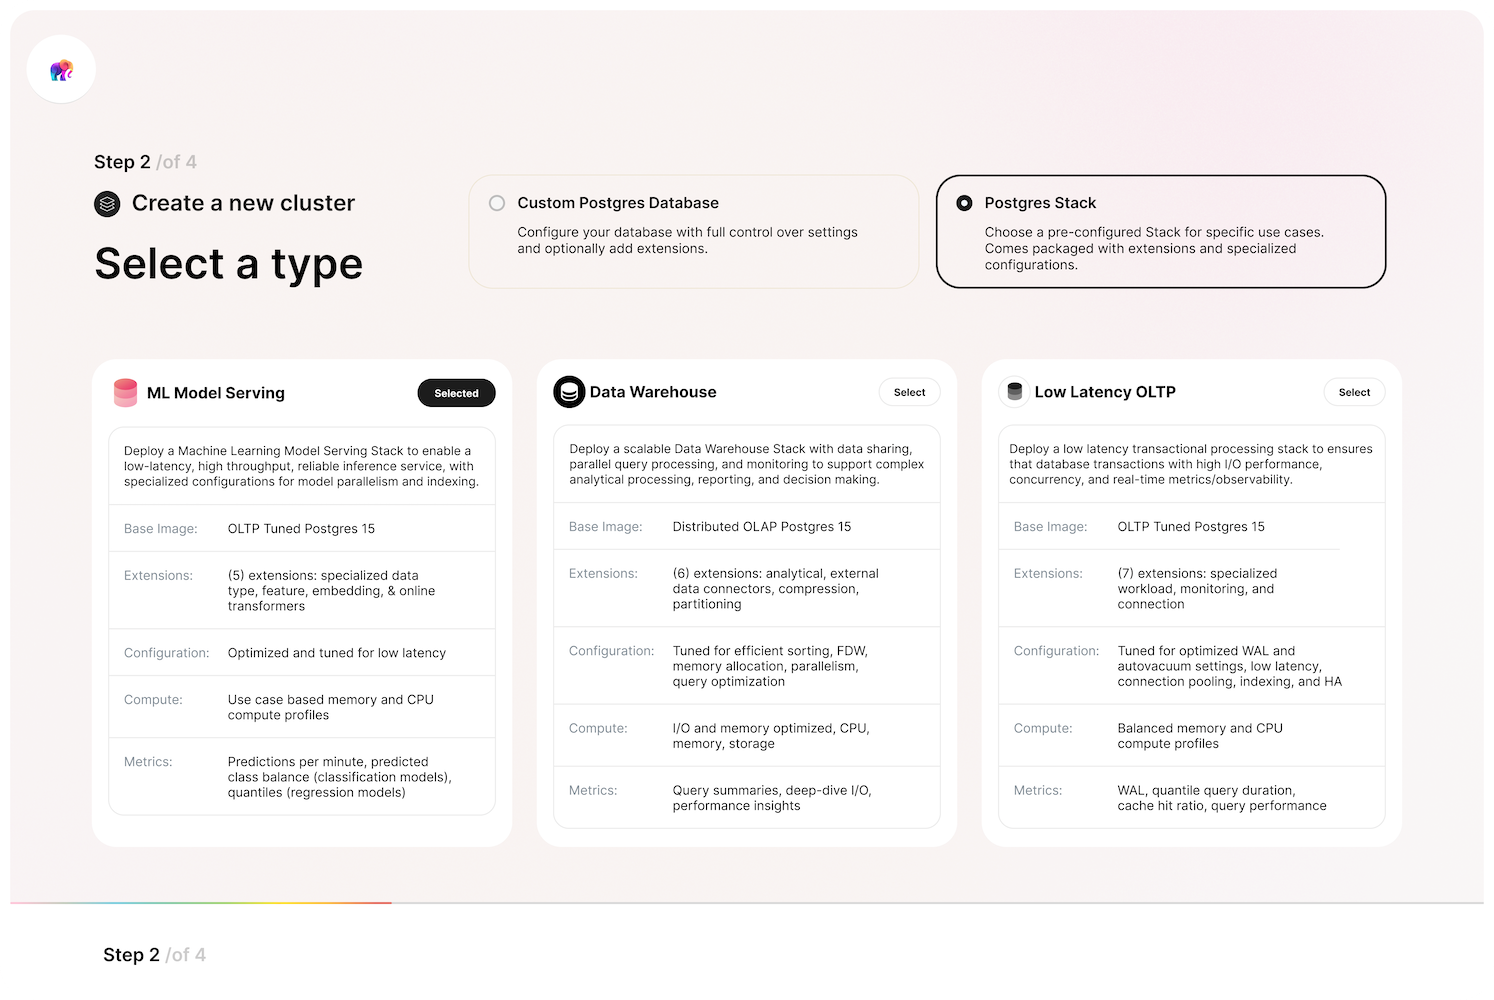 Step 2 /of 4
Create a new cluster
Select a type
Custom Postgres Database
Configure your database with full control over settings
and optionally add extensions.
Postgres Stack
Choose a pre-configured Stack for specific use cases.
Comes packaged with extensions and specialized
configurations.
ML Model Serving
Selected
Deploy a Machine Learning Model Serving Stack to enable a
low-latency, high throughput, reliable inference service, with
specialized configurations for model parallelism and indexing.
Base Image: OLTP Tuned Postgres 15
Extensions: (5) extensions: specialized data
type, feature, embedding, & online
transformers
Configuration: Optimized and tuned for low latency
Compute: Use case based memory and CPU
compute profiles
Metrics: Predictions per minute, predicted
class balance (classification models),
quantiles (regression models)
Data Warehouse
Select
Deploy a scalable Data Warehouse Stack with data sharing,
parallel query processing, and monitoring to support complex
analytical processing, reporting, and decision making.
Base Image: Distributed OLAP Postgres 15
Extensions: (6) extensions: analytical, external
data connectors, compression,
partitioning
Configuration: Tuned for efficient sorting, FDW,
memory allocation, parallelism,
query optimization
Compute: I/O and memory optimized, CPU,
memory, storage
Metrics: Query summaries, deep-dive I/O,
performance insights
Low Latency OLTP
Select
Deploy a low latency transactional processing stack to ensures
that database transactions with high I/O performance,
concurrency, and real-time metrics/observability.
Base Image: OLTP Tuned Postgres 15
Extensions: (7) extensions: specialized
workload, monitoring, and
connection
Configuration: Tuned for optimized WAL and
autovacuum settings, low latency,
connection pooling, indexing, and HA
Compute: Balanced memory and CPU
compute profiles
Metrics: WAL, quantile query duration,
cache hit ratio, query performance
Step 2 /of 4